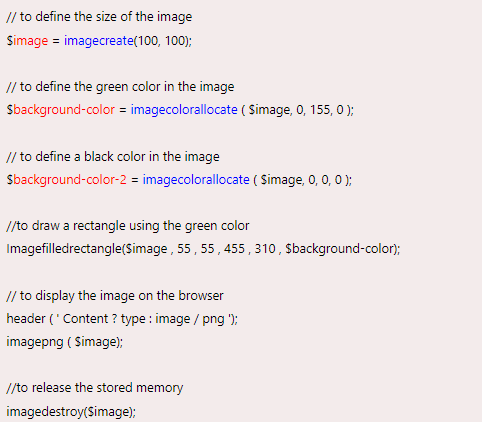 // to define the size of the image
$image = imagecreate(100, 100);
// to define the green color in the image
$background-color = imagecolorallocate ( $image, 0, 155, 0 );
// to define a black color in the image
$background-color-2 = imagecolorallocate ( $image, 0, 0, 0 );
//to draw a rectangle using the green color
Imagefilledrectangle($image , 55 , 55 , 455 , 310 , $background-color);
// to display the image on the browser
header ( ' Content ? type : image / png ');
imagepng ( $image);
//to release the stored memory
imagedestroy($image);